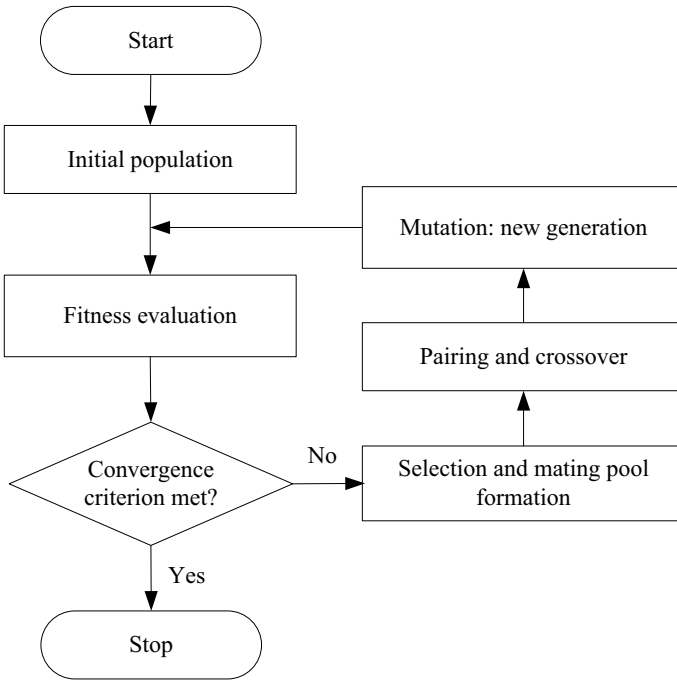 Start
Initial population
Fitness evaluation
Convergence
criterion met?
Yes
Stop
No
Selection and mating pool
formation
Pairing and crossover
Mutation: new generation